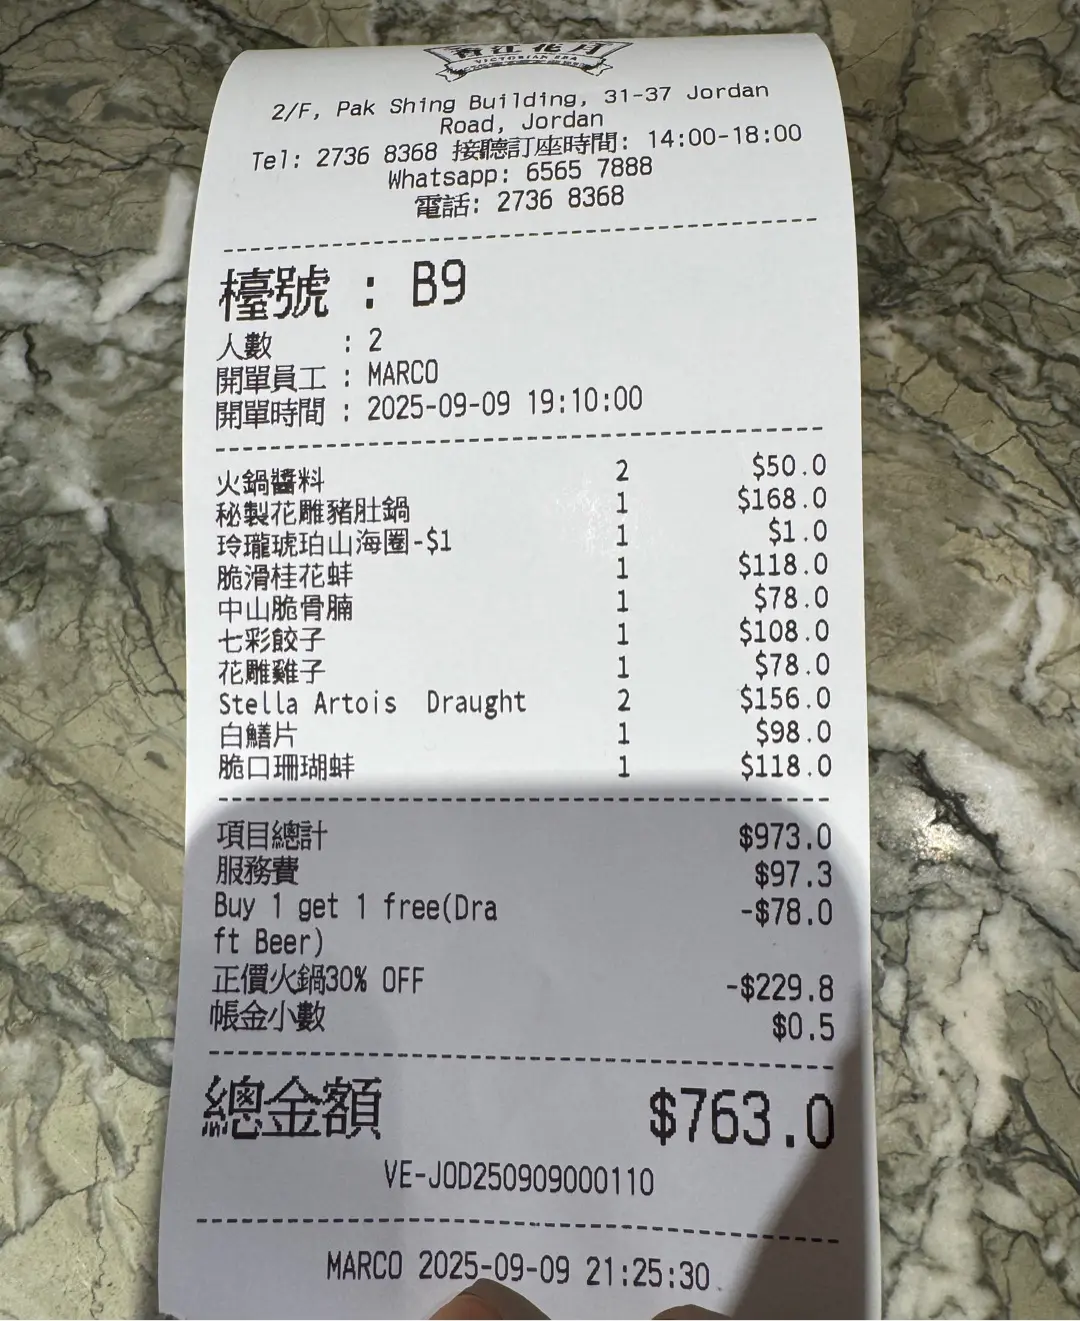 香江花月
VICTORIAN ERA
2/F, Pak Shing Building, 31-37 Jordan
Road, Jordan
Tel: 2736 8368 接聽訂座時間: 14:00-18:00
Whatsapp: 6565 7888
電話: 2736 8368
檯號 : B9
人數 : 2
開單員工 : MARCO
開單時間 : 2025-09-09 19:10:00
火鍋醬料 2 $50.0
秘製花雕豬肚鍋 1 $168.0
玲瓏琥珀山海圈-$1 1 $1.0
脆滑桂花蚌 1 $118.0
中山脆骨腩 1 $78.0
七彩餃子 1 $108.0
花雕雞子 1 $78.0
Stella Artois Draught 2 $156.0
白鱔片 1 $98.0
脆口珊瑚蚌 1 $118.0
項目總計 $973.0
服務費 $97.3
Buy 1 get 1 free(Dra -$78.0
ft Beer)
正價火鍋30% OFF -$229.8
帳金小數 $0.5
總金額 $763.0
VE-JOD250909000110
MARCO 2025-09-09 21:25:30